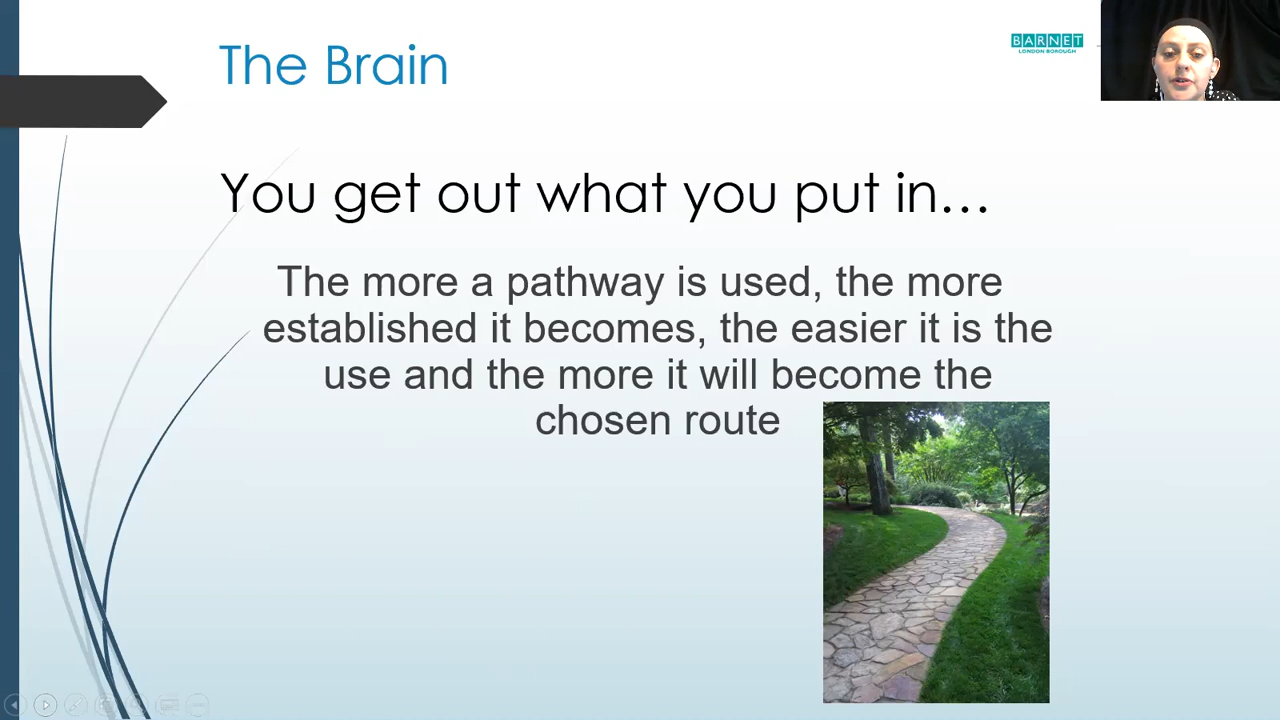 The Brain
BARNET
LONDON BOROUGH
You get out what you put in…
The more a pathway is used, the more
established it becomes, the easier it is the
use and the more it will become the
chosen route